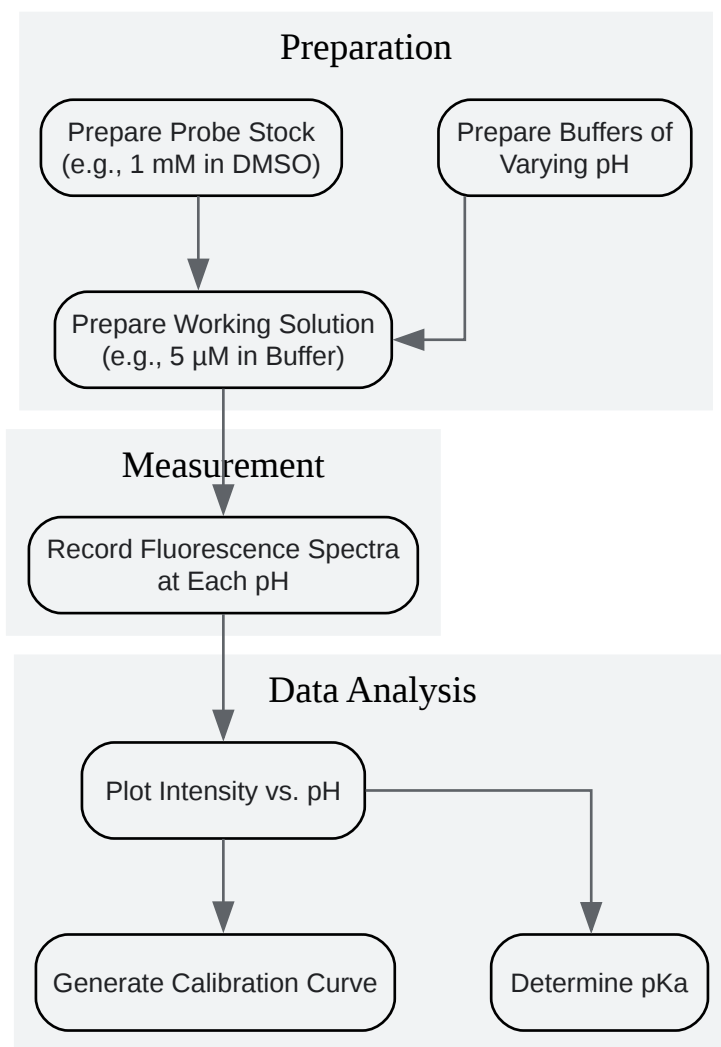 Preparation
Prepare Probe Stock
(e.g., 1 mM in DMSO)
Prepare Buffers of
Varying pH
Prepare Working Solution
(e.g., 5 µM in Buffer)
Measurement
Record Fluorescence Spectra
at Each pH
Data Analysis
Plot Intensity vs. pH
Generate Calibration Curve
Determine pKa